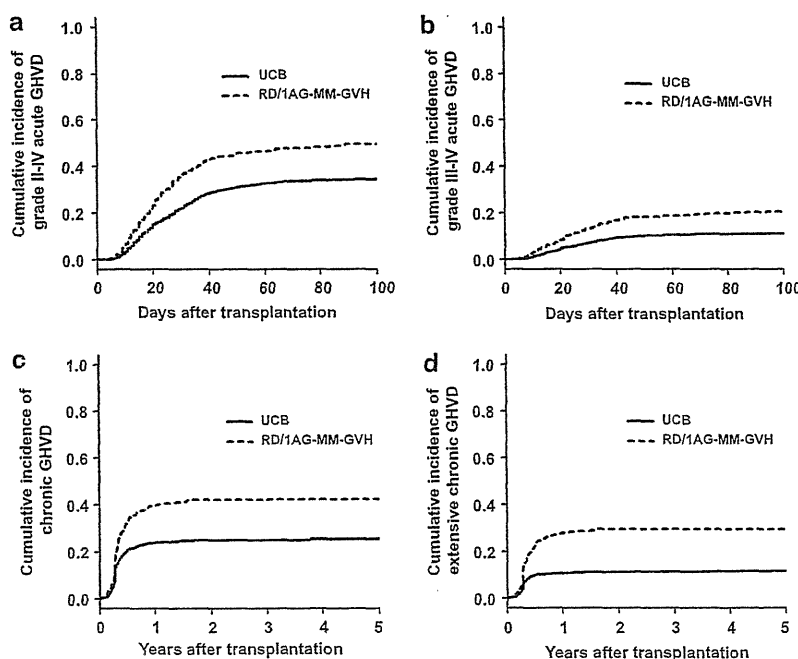 a
1.0
0.8
0.6
0.4
0.2
0.0
Cumulative incidence of
grade II-IV acute GHVD
UCB
RD/1AG-MM-GVH
0 20 40 60 80 100
Days after transplantation
b
1.0
0.8
0.6
0.4
0.2
0.0
Cumulative incidence of
grade III-IV acute GHVD
UCB
RD/1AG-MM-GVH
0 20 40 60 80 100
Days after transplantation
c
1.0
0.8
0.6
0.4
0.2
0.0
Cumulative incidence of
chronic GHVD
UCB
RD/1AG-MM-GVH
0 1 2 3 4 5
Years after transplantation
d
1.0
0.8
0.6
0.4
0.2
0.0
Cumulative incidence of
extensive chronic GHVD
UCB
RD/1AG-MM-GVH
0 1 2 3 4 5
Years after transplantation